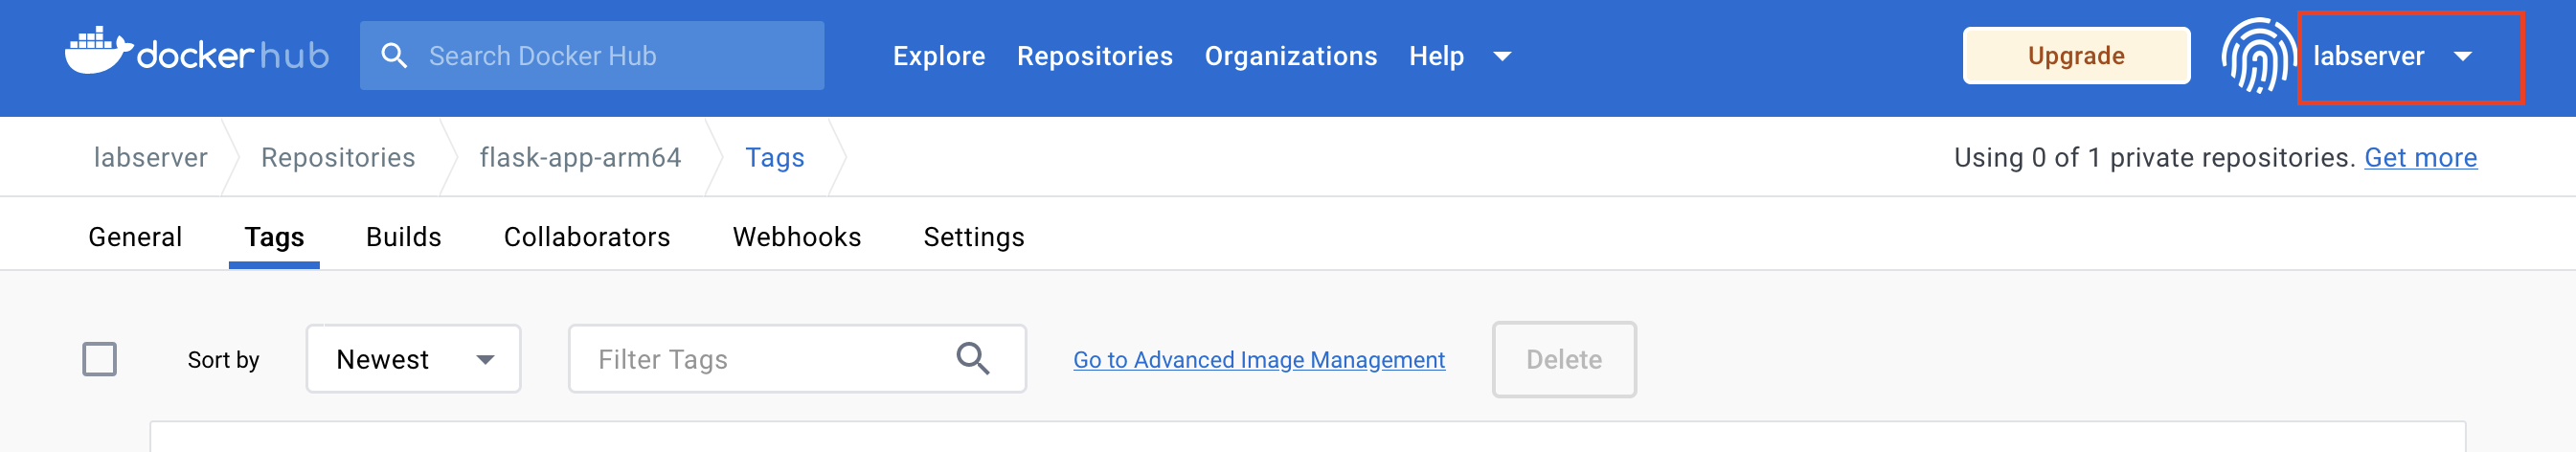 docker hub Search Docker Hub Explore Repositories Organizations Help Upgrade labserver
labserver Repositories flask-app-arm64 Tags Using 0 of 1 private repositories. Get more
General Tags Builds Collaborators Webhooks Settings
Sort by Newest Filter Tags Go to Advanced Image Management Delete